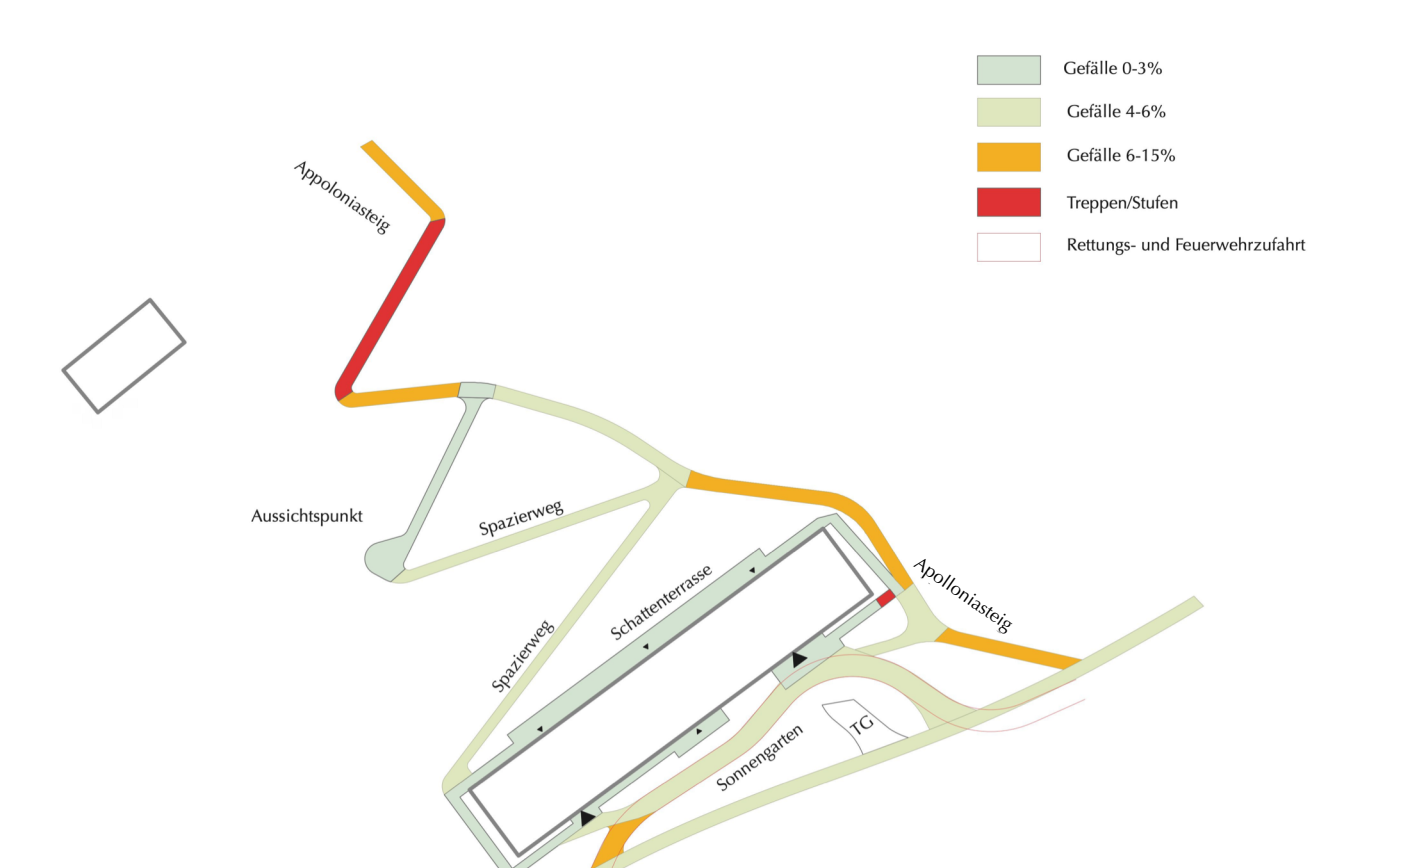 Gefälle 0-3%
Gefälle 4-6%
Gefälle 6-15%
Treppen/Stufen
Rettungs- und Feuerwehrzufahrt
Appoloniasteig
Aussichtspunkt
Spazierweg
Schattenterrasse
Apolloniasteig
Spazierweg
TG
Sonnengarten